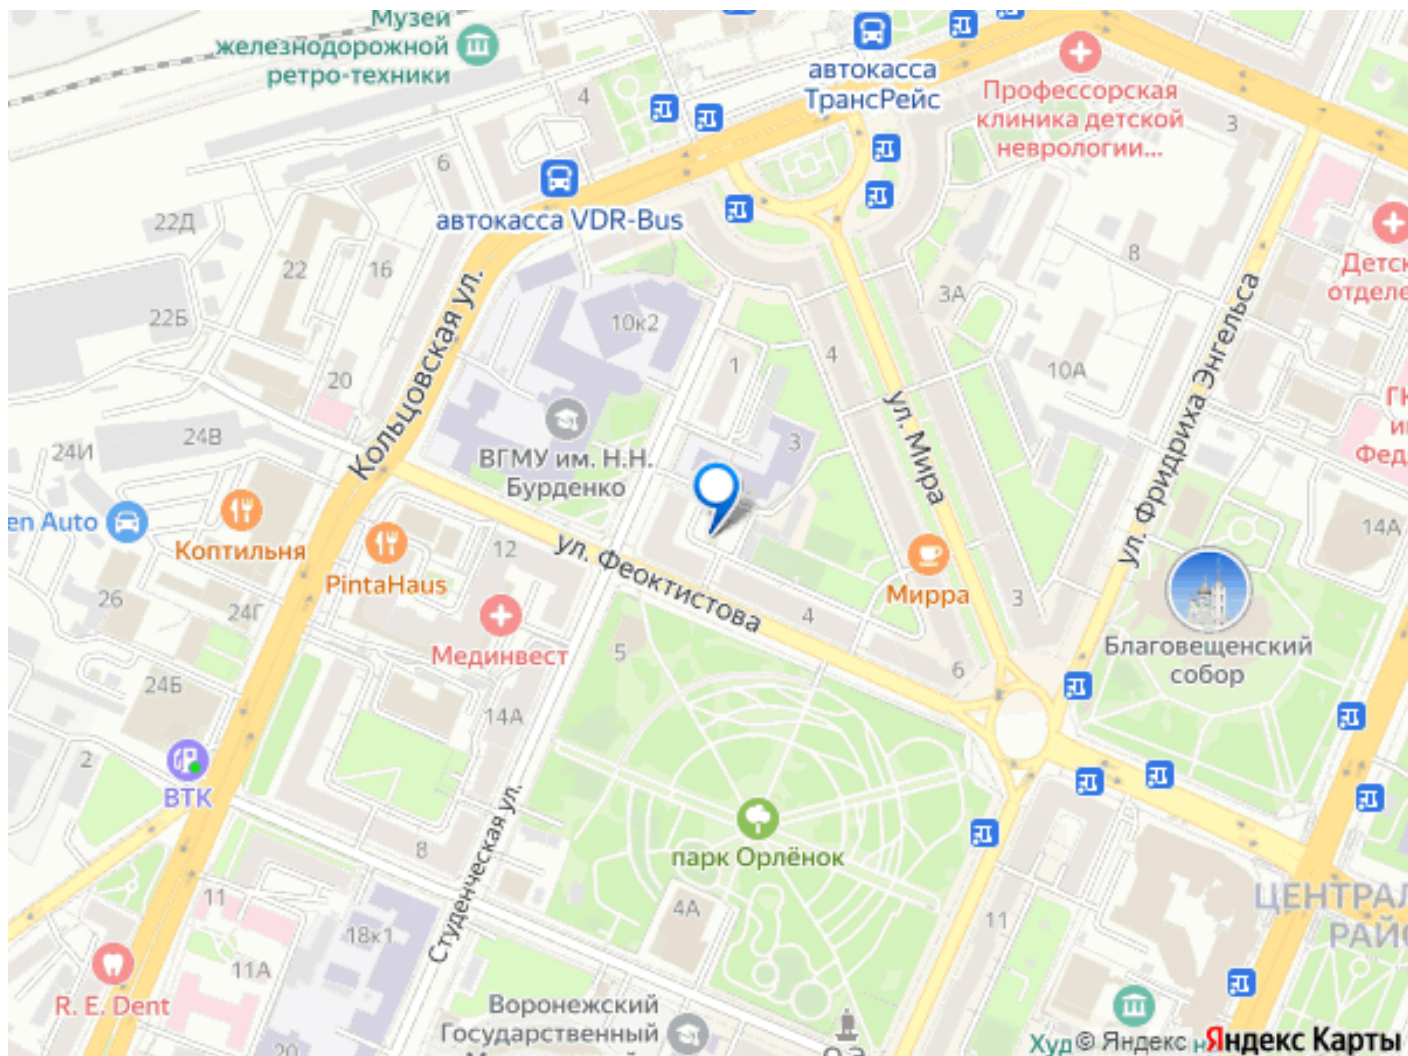 Музей
железнодорожной
ретро-техники
автокасса
ТрансРейс
Профессорская
клиника детской
неврологии...
4
3
6
автокасса VDR-Bus
22Д
22
16
8
Детск
отделе
3А
22Б
10к2
Кольцовская ул.
ул. Фридриха Энгельса
1
4
10А
20
ул. Мира
24В
24И
3
ВГМУ им. Н.Н.
Бурденко
Фед
en Auto
Коптильня
PintaHaus
12
ул. Феоктистова
14А
26
24Г
Мирра
3
4
Мединвест
5
Благовещенский
собор
6
24Б
14А
2
ВТК
Студенческая ул.
парк Орлёнок
8
11
4А
11
ЦЕНТРАЛ
РАЙО
18к1
11А
R. E. Dent
Воронежский
Государственный
20
Худ
© Яндекс
Яндекс Карты